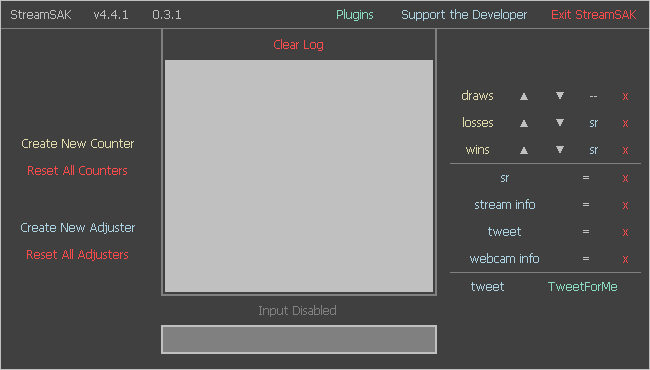 StreamSAK v4.4.1 0.3.1 Plugins Support the Developer Exit StreamSAK
Clear Log
Create New Counter
Reset All Counters
Create New Adjuster
Reset All Adjusters
Input Disabled
draws ▲ ▼ -- x
losses ▲ ▼ sr x
wins ▲ ▼ sr x
sr = x
stream info = x
tweet = x
webcam info = x
tweet TweetForMe